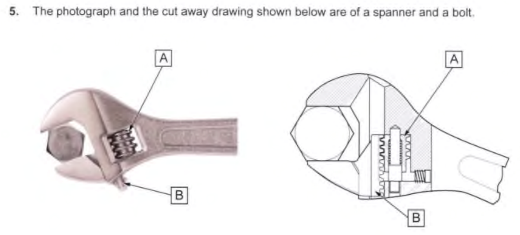 5. The photograph and the cut away drawing shown below are of a spanner and a bolt.
A
A
B
B